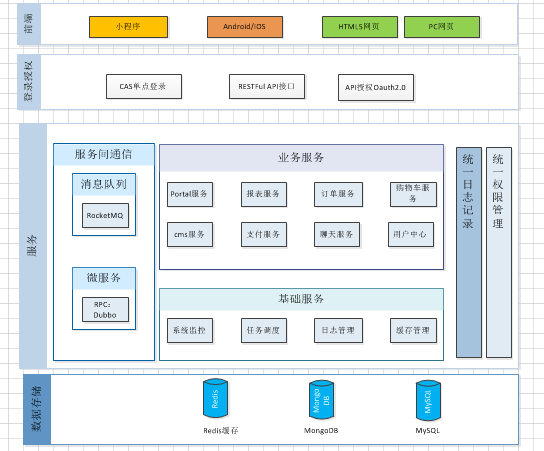 前端
小程序
Android/IOS
HTML5网页
PC网页
登录授权
CAS单点登录
RESTFul API接口
API授权Oauth2.0
服务
服务间通信
消息队列
RocketMQ
微服务
RPC:
Dubbo
业务服务
Portal服务
报表服务
订单服务
购物车服
务
cms服务
支付服务
聊天服务
用户中心
基础服务
系统监控
任务调度
日志管理
缓存管理
统一日志记录
统一权限管理
数据存储
Redis
Mongo
DB
MySQL
Redis缓存
MongoDB
MySQL